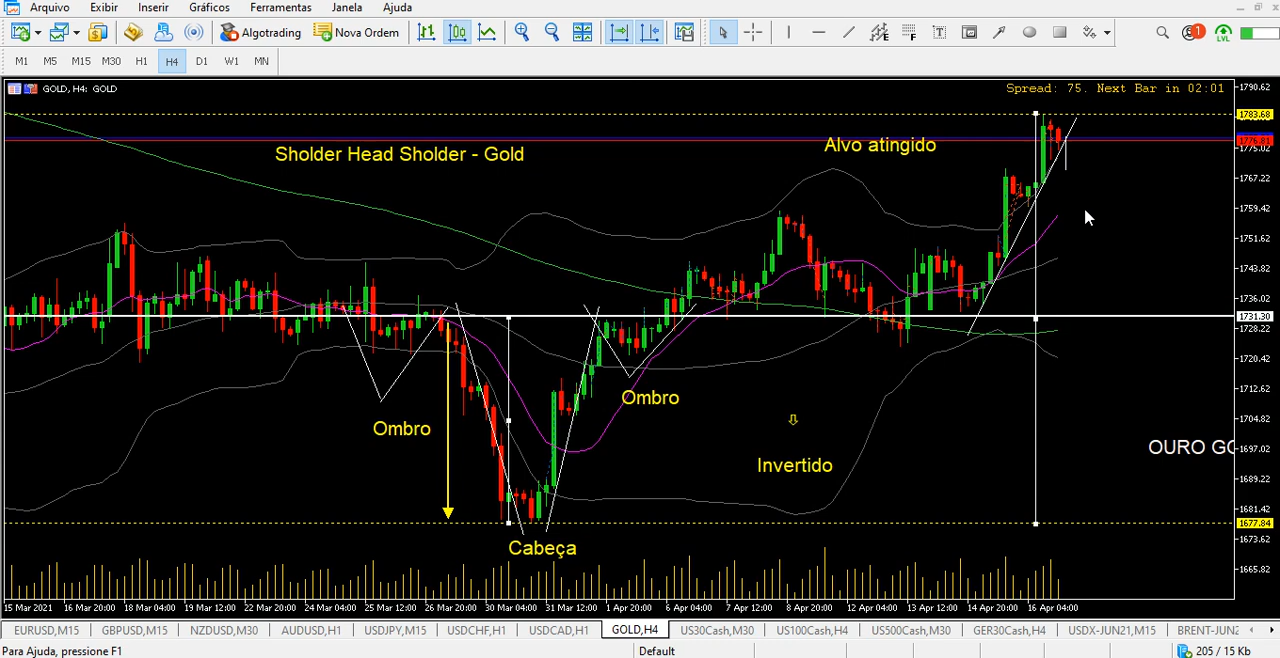 Arquivo Exibir Inserir Gráficos Ferramentas Janela Ajuda
Algotrading Nova Ordem 1 LVL
M1 M5 M15 M30 H1 H4 D1 W1 MN
GOLD, H4: GOLD
Spread: 75. Next Bar in 02:01
1790.62
1783.68
1776.81
1775.02
1767.22
1759.42
1751.62
1743.82
1736.02
1731.30
1728.22
1720.42
1712.62
1704.82
1697.02
1689.22
1681.42
1677.84
1673.62
1665.82
Sholder Head Sholder - Gold
Alvo atingido
Ombro
Ombro
Invertido
OURO GO
Cabeça
15 Mar 2021 16 Mar 20:00 18 Mar 04:00 19 Mar 12:00 22 Mar 20:00 24 Mar 04:00 25 Mar 12:00 26 Mar 20:00 30 Mar 04:00 31 Mar 12:00 1 Apr 20:00 6 Apr 04:00 7 Apr 12:00 8 Apr 20:00 12 Apr 04:00 13 Apr 12:00 14 Apr 20:00 16 Apr 04:00
EURUSD,M15 GBPUSD,M15 NZDUSD,M30 AUDUSD,H1 USDJPY,M15 USDCHF,H1 USDCAD,H1 GOLD,H4 US30Cash,M30 US100Cash,H4 US500Cash,M30 GER30Cash,H4 USDX-JUN21,M15 BRENT-JUN2
Para Ajuda, pressione F1 Default 205 / 15 Kb